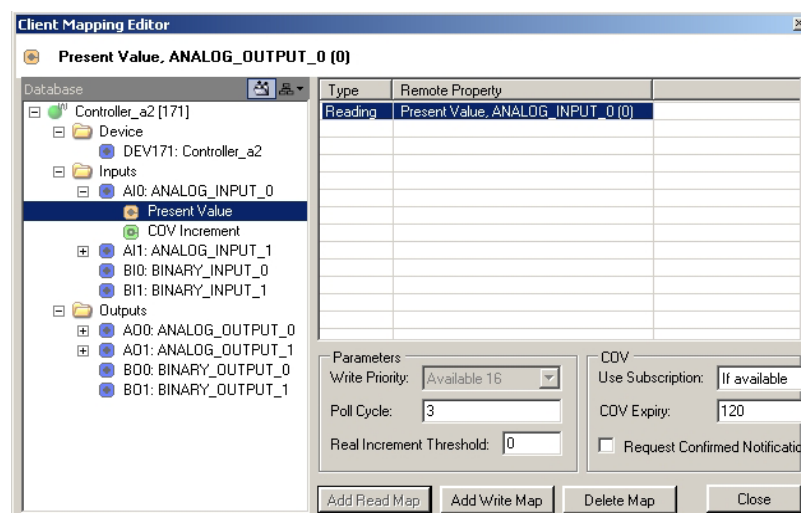 Client Mapping Editor
Present Value, ANALOG_OUTPUT_0 (0)
Database
Controller_a2 [171]
Device
DEV171: Controller_a2
Inputs
AI0: ANALOG_INPUT_0
Present Value
COV Increment
AI1: ANALOG_INPUT_1
BI0: BINARY_INPUT_0
BI1: BINARY_INPUT_1
Outputs
AO0: ANALOG_OUTPUT_0
AO1: ANALOG_OUTPUT_1
BO0: BINARY_OUTPUT_0
BO1: BINARY_OUTPUT_1
Type Remote Property
Reading Present Value, ANALOG_INPUT_0 (0)
Parameters
Write Priority: Available 16
Poll Cycle: 3
Real Increment Threshold: 0
COV
Use Subscription: If available
COV Expiry: 120
Request Confirmed Notificatio
Add Read Map Add Write Map Delete Map Close